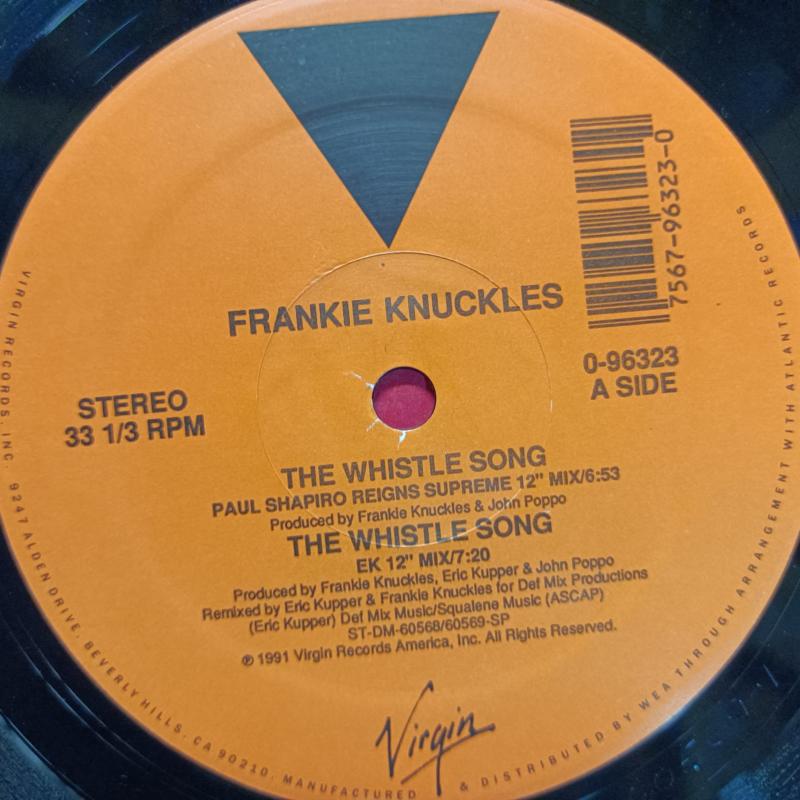 7567-96323-0
FRANKIE KNUCKLES
0-96323
A SIDE
STEREO
33 1/3 RPM
THE WHISTLE SONG
PAUL SHAPIRO REIGNS SUPREME 12" MIX/6:53
Produced by Frankie Knuckles & John Poppo
THE WHISTLE SONG
EK 12" MIX/7:20
Produced by Frankie Knuckles, Eric Kupper & John Poppo
Remixed by Eric Kupper & Frankie Knuckles for Def Mix Productions
(Eric Kupper) Def Mix Music/Squalene Music (ASCAP)
ST-DM-60568/60569-SP
℗ 1991 Virgin Records America, Inc. All Rights Reserved.
Virgin
VIRGIN RECORDS, INC. 9247 ALDEN DRIVE, BEVERLY HILLS, CA 90210. MANUFACTURED & DISTRIBUTED BY WEA THROUGH ARRANGEMENT WITH ATLANTIC RECORDS